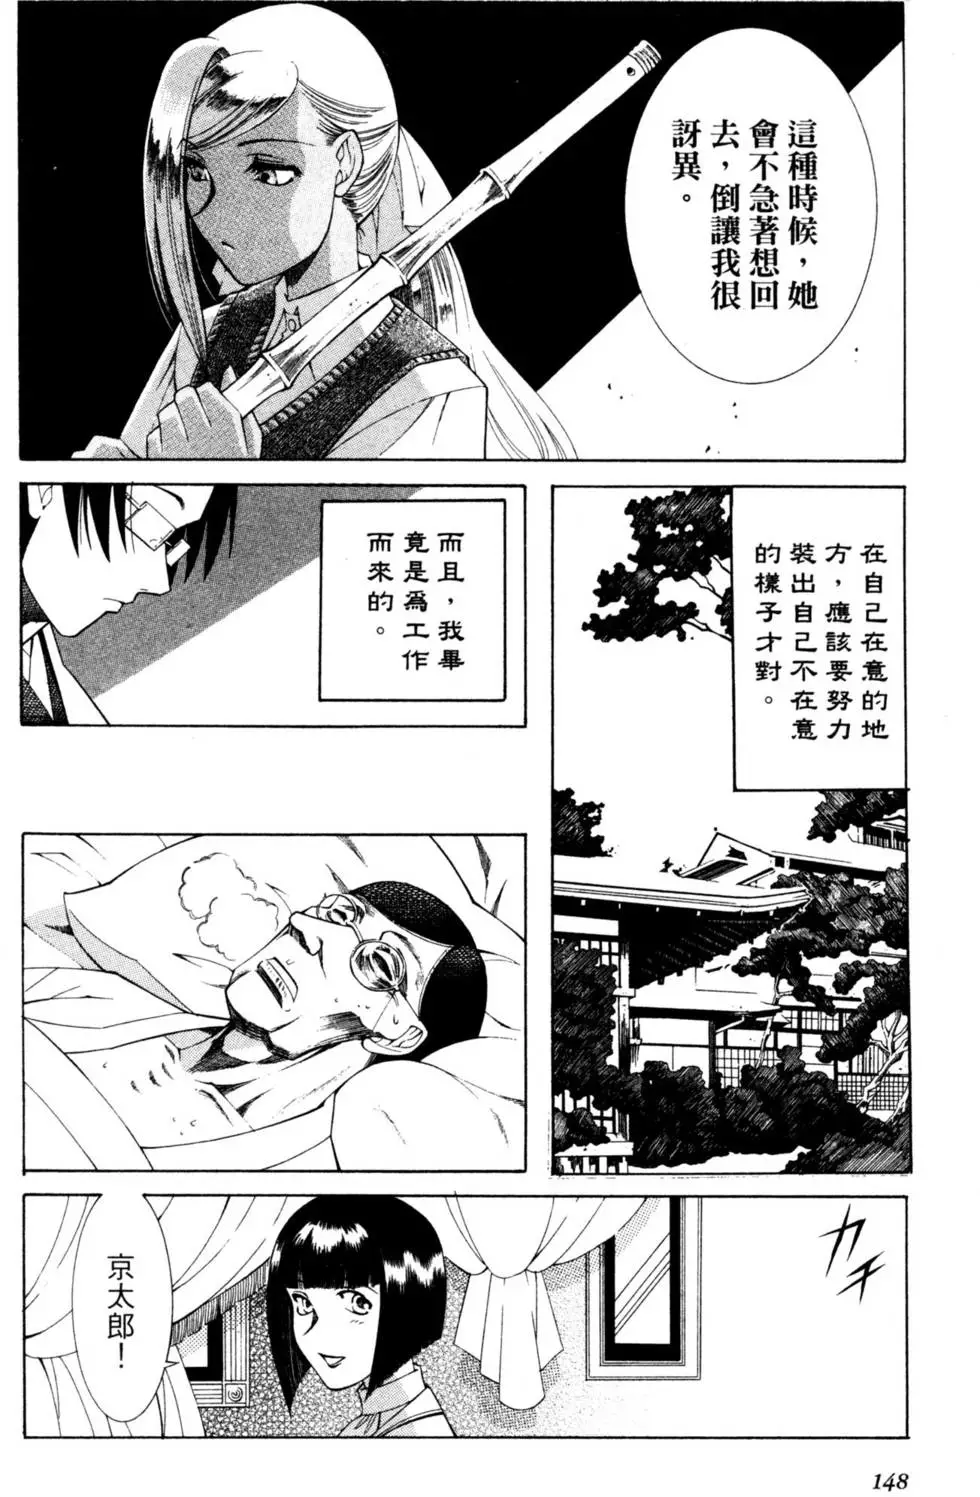 這種時候，她
會不急著想回
去，倒讓我很
訝異。
在自己在意的地
方，應該要努力
裝出自己不在意
的樣子才對。
而且，我畢
竟是為工作
而來的。
カチ
京太郎！
148